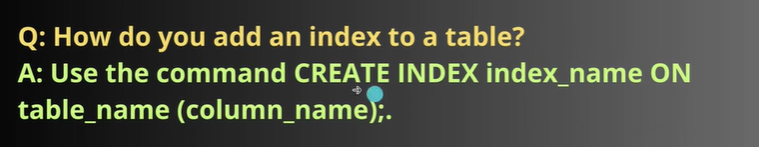 Q: How do you add an index to a table?
A: Use the command CREATE INDEX index_name ON
table_name (column_name);.